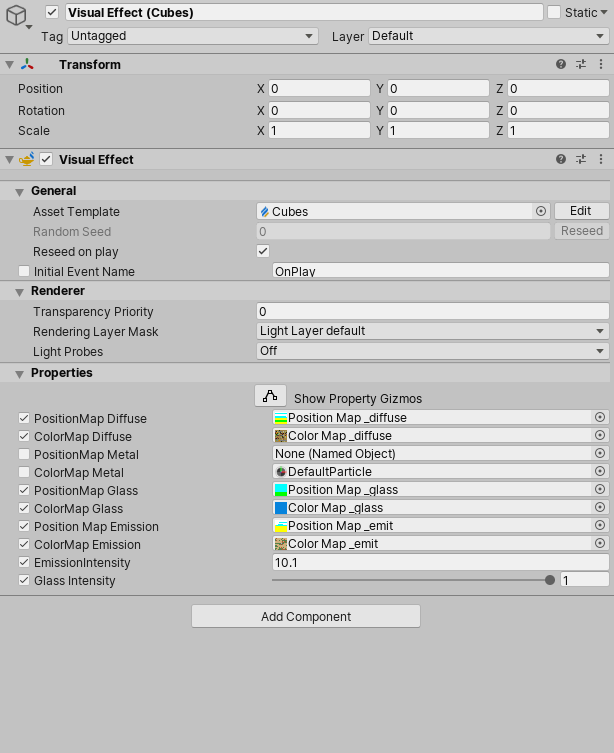 Visual Effect (Cubes) Static
Tag Untagged Layer Default
Transform
Position X 0 Y 0 Z 0
Rotation X 0 Y 0 Z 0
Scale X 1 Y 1 Z 1
Visual Effect
General
Asset Template Cubes Edit
Random Seed 0 Reseed
Reseed on play
Initial Event Name OnPlay
Renderer
Transparency Priority 0
Rendering Layer Mask Light Layer default
Light Probes Off
Properties
Show Property Gizmos
PositionMap Diffuse Position Map _diffuse
ColorMap Diffuse Color Map _diffuse
PositionMap Metal None (Named Object)
ColorMap Metal DefaultParticle
PositionMap Glass Position Map _glass
ColorMap Glass Color Map _glass
Position Map Emission Position Map _emit
ColorMap Emission Color Map _emit
EmissionIntensity 10.1
Glass Intensity 1
Add Component